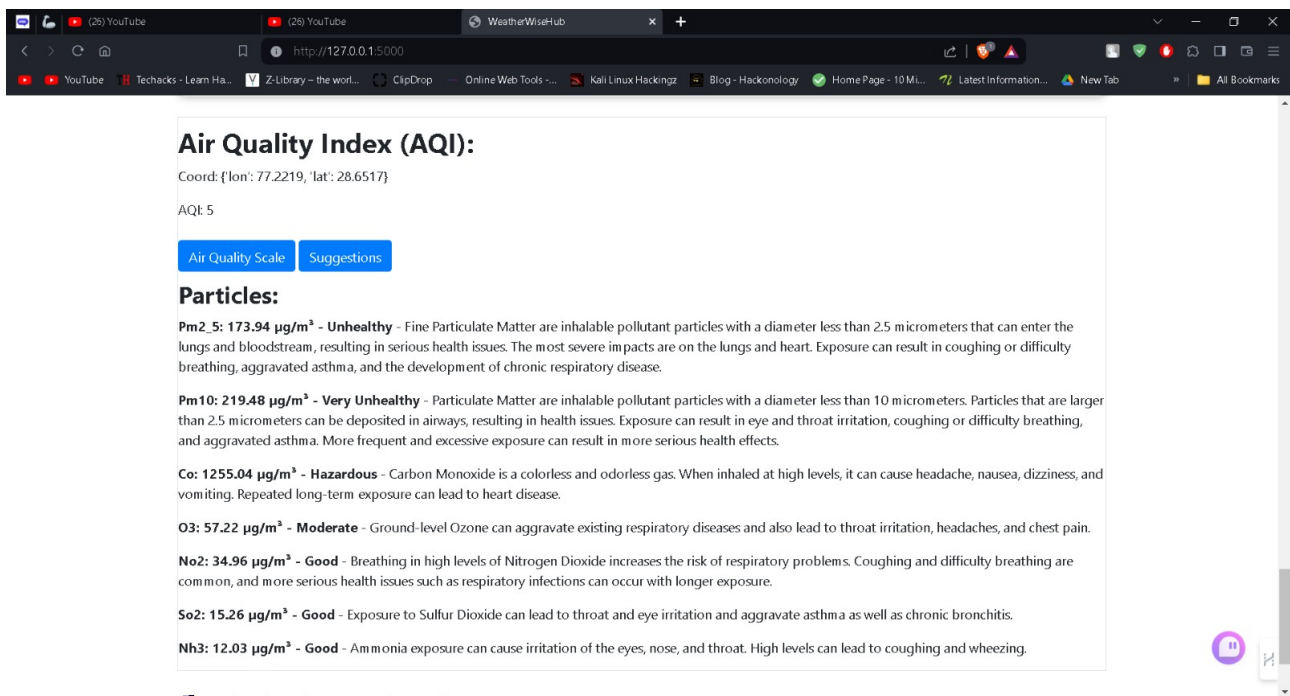 (26) YouTube
(26) YouTube
WeatherWiseHub
http://127.0.0.1:5000
YouTube
Techacks - Learn Ha...
Z-Library – the worl...
ClipDrop
Online Web Tools -...
Kali Linux Hackingz
Blog - Hackonology
Home Page - 10 Mi...
Latest Information...
New Tab
»
All Bookmarks
Air Quality Index (AQI):
Coord: {'lon': 77.2219, 'lat': 28.6517}
AQI: 5
Air Quality Scale
Suggestions
Particles:
Pm2_5: 173.94 µg/m³ - Unhealthy - Fine Particulate Matter are inhalable pollutant particles with a diameter less than 2.5 micrometers that can enter the
lungs and bloodstream, resulting in serious health issues. The most severe impacts are on the lungs and heart. Exposure can result in coughing or difficulty
breathing, aggravated asthma, and the development of chronic respiratory disease.
Pm10: 219.48 µg/m³ - Very Unhealthy - Particulate Matter are inhalable pollutant particles with a diameter less than 10 micrometers. Particles that are larger
than 2.5 micrometers can be deposited in airways, resulting in health issues. Exposure can result in eye and throat irritation, coughing or difficulty breathing,
and aggravated asthma. More frequent and excessive exposure can result in more serious health effects.
Co: 1255.04 µg/m³ - Hazardous - Carbon Monoxide is a colorless and odorless gas. When inhaled at high levels, it can cause headache, nausea, dizziness, and
vomiting. Repeated long-term exposure can lead to heart disease.
O3: 57.22 µg/m³ - Moderate - Ground-level Ozone can aggravate existing respiratory diseases and also lead to throat irritation, headaches, and chest pain.
No2: 34.96 µg/m³ - Good - Breathing in high levels of Nitrogen Dioxide increases the risk of respiratory problems. Coughing and difficulty breathing are
common, and more serious health issues such as respiratory infections can occur with longer exposure.
So2: 15.26 µg/m³ - Good - Exposure to Sulfur Dioxide can lead to throat and eye irritation and aggravate asthma as well as chronic bronchitis.
Nh3: 12.03 µg/m³ - Good - Ammonia exposure can cause irritation of the eyes, nose, and throat. High levels can lead to coughing and wheezing.